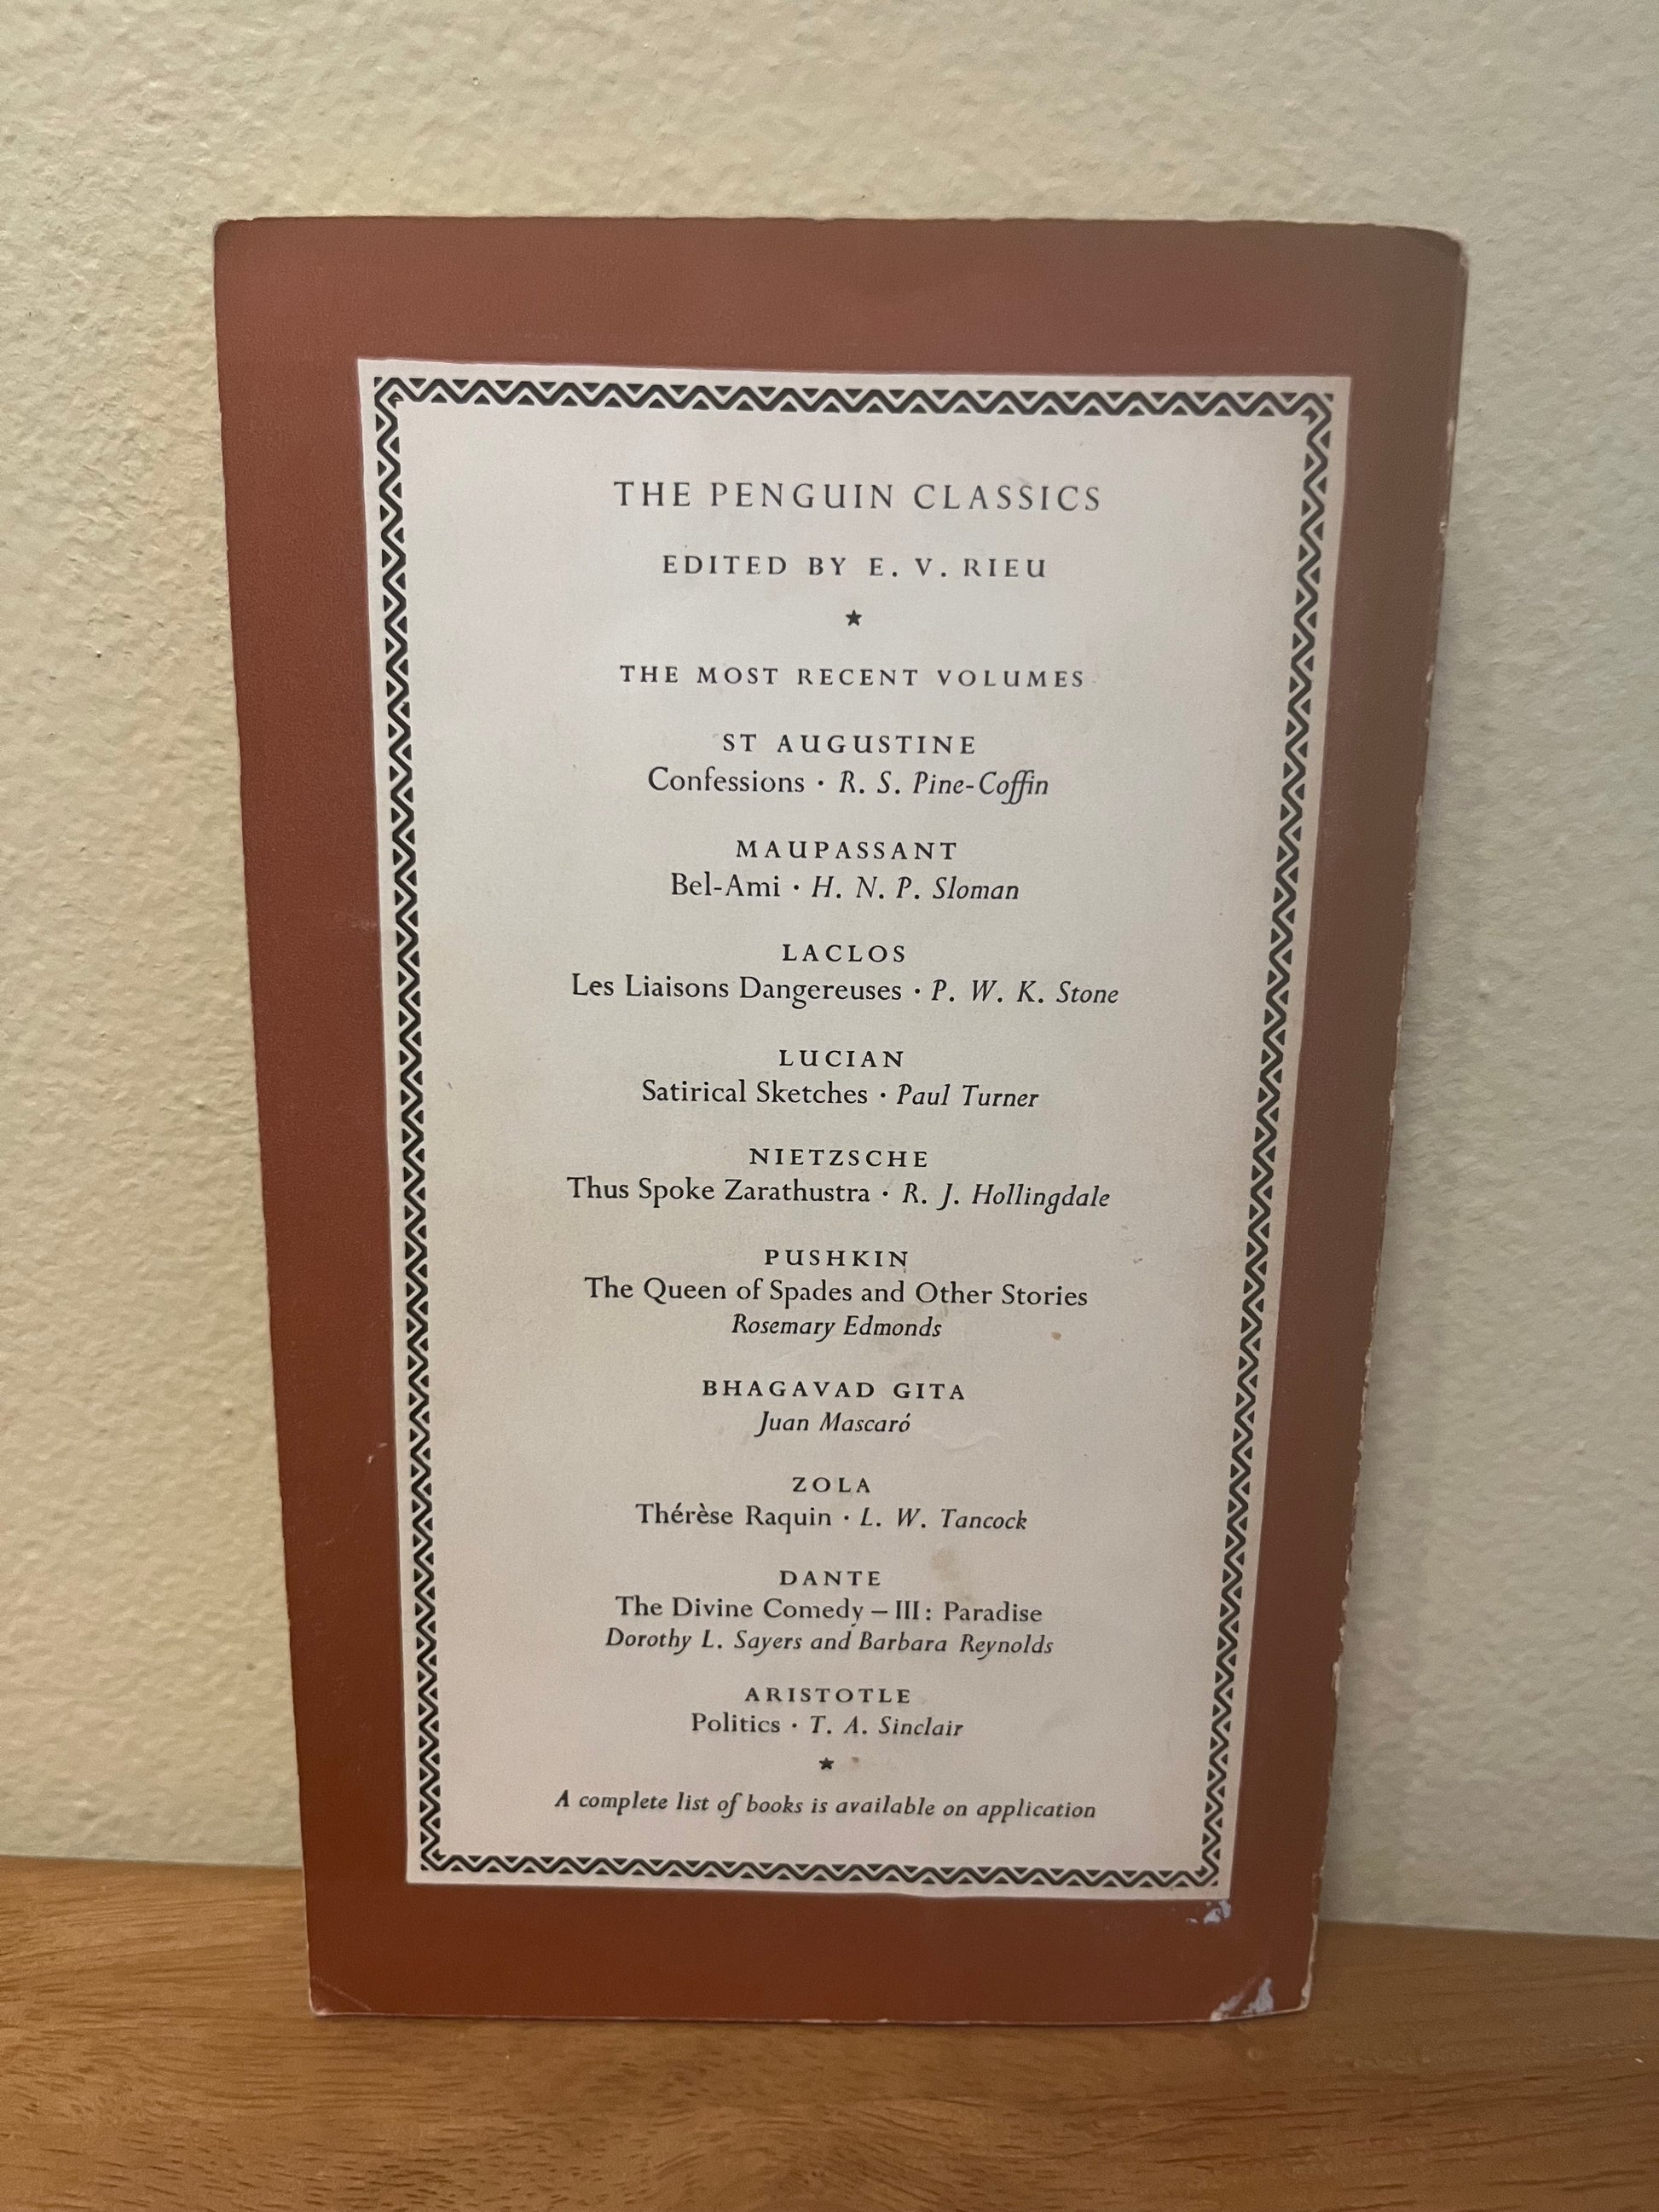 THE PENGUIN CLASSICS
EDITED BY E. V. RIEU
★
THE MOST RECENT VOLUMES
ST AUGUSTINE
Confessions · R. S. Pine-Coffin
MAUPASSANT
Bel-Ami · H. N. P. Sloman
LACLOS
Les Liaisons Dangereuses · P. W. K. Stone
LUCIAN
Satirical Sketches · Paul Turner
NIETZSCHE
Thus Spoke Zarathustra · R. J. Hollingdale
PUSHKIN
The Queen of Spades and Other Stories
Rosemary Edmonds
BHAGAVAD GITA
Juan Mascaró
ZOLA
Thérèse Raquin · L. W. Tancock
DANTE
The Divine Comedy – III: Paradise
Dorothy L. Sayers and Barbara Reynolds
ARISTOTLE
Politics · T. A. Sinclair
★
A complete list of books is available on application